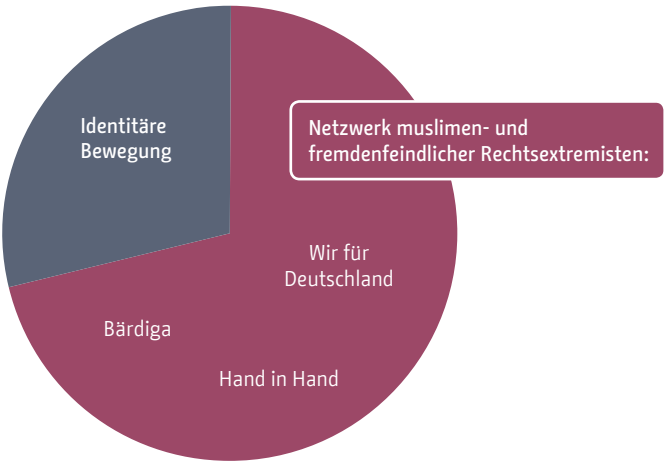 Identitäre
Bewegung
Netzwerk muslimen- und
fremdenfeindlicher Rechtsextremisten:
Wir für
Deutschland
Bärdiga
Hand in Hand